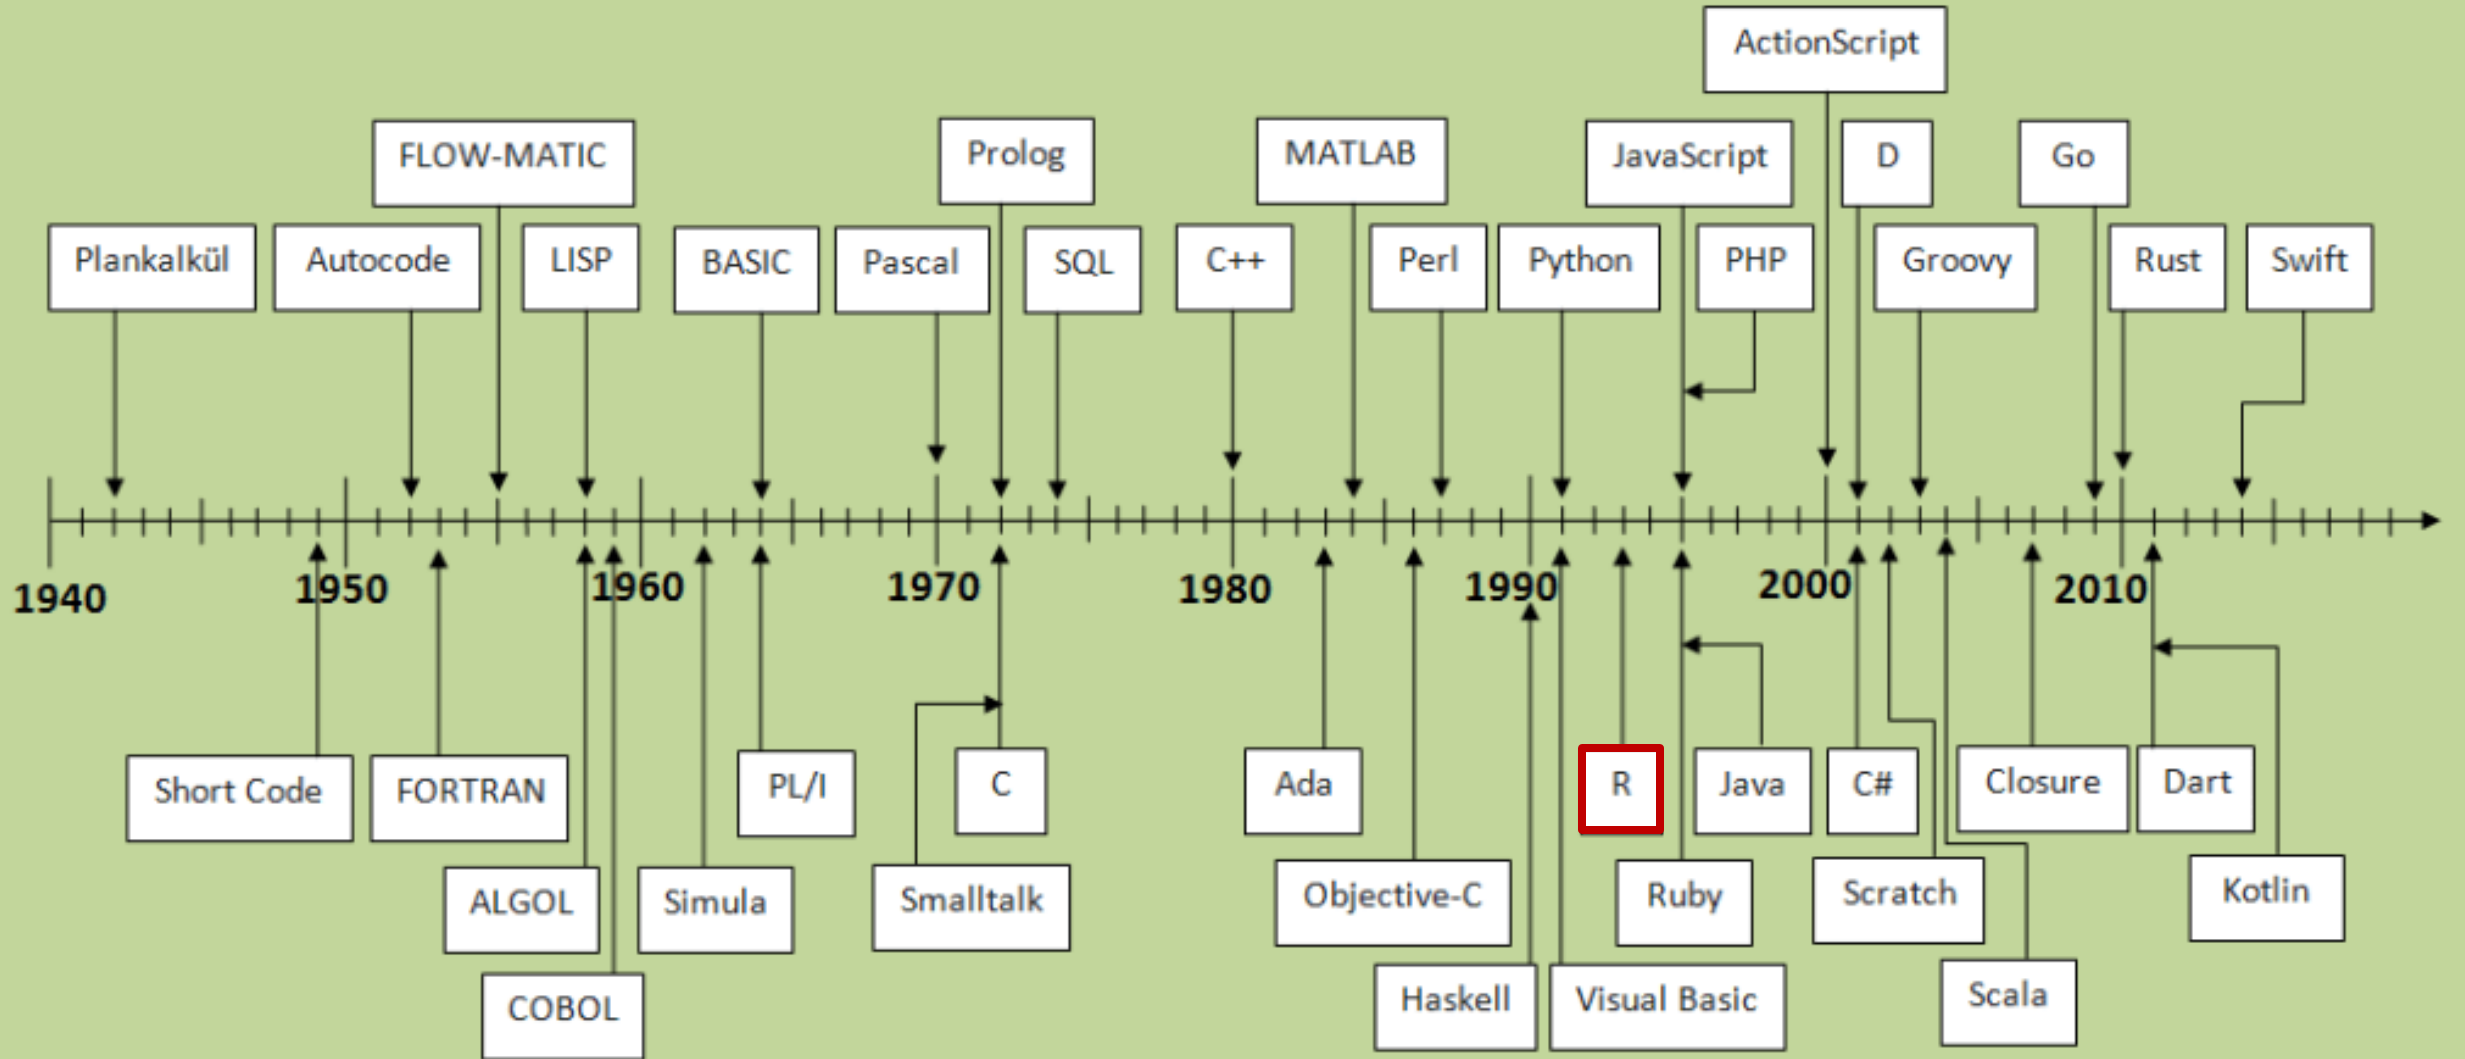 ActionScript
FLOW-MATIC
Prolog
MATLAB
JavaScript
D
Go
Plankalkül
Autocode
LISP
BASIC
Pascal
SQL
C++
Perl
Python
PHP
Groovy
Rust
Swift
1940
1950
1960
1970
1980
1990
2000
2010
Short Code
FORTRAN
PL/I
C
Ada
R
Java
C#
Closure
Dart
ALGOL
Simula
Smalltalk
Objective-C
Ruby
Scratch
Kotlin
COBOL
Haskell
Visual Basic
Scala